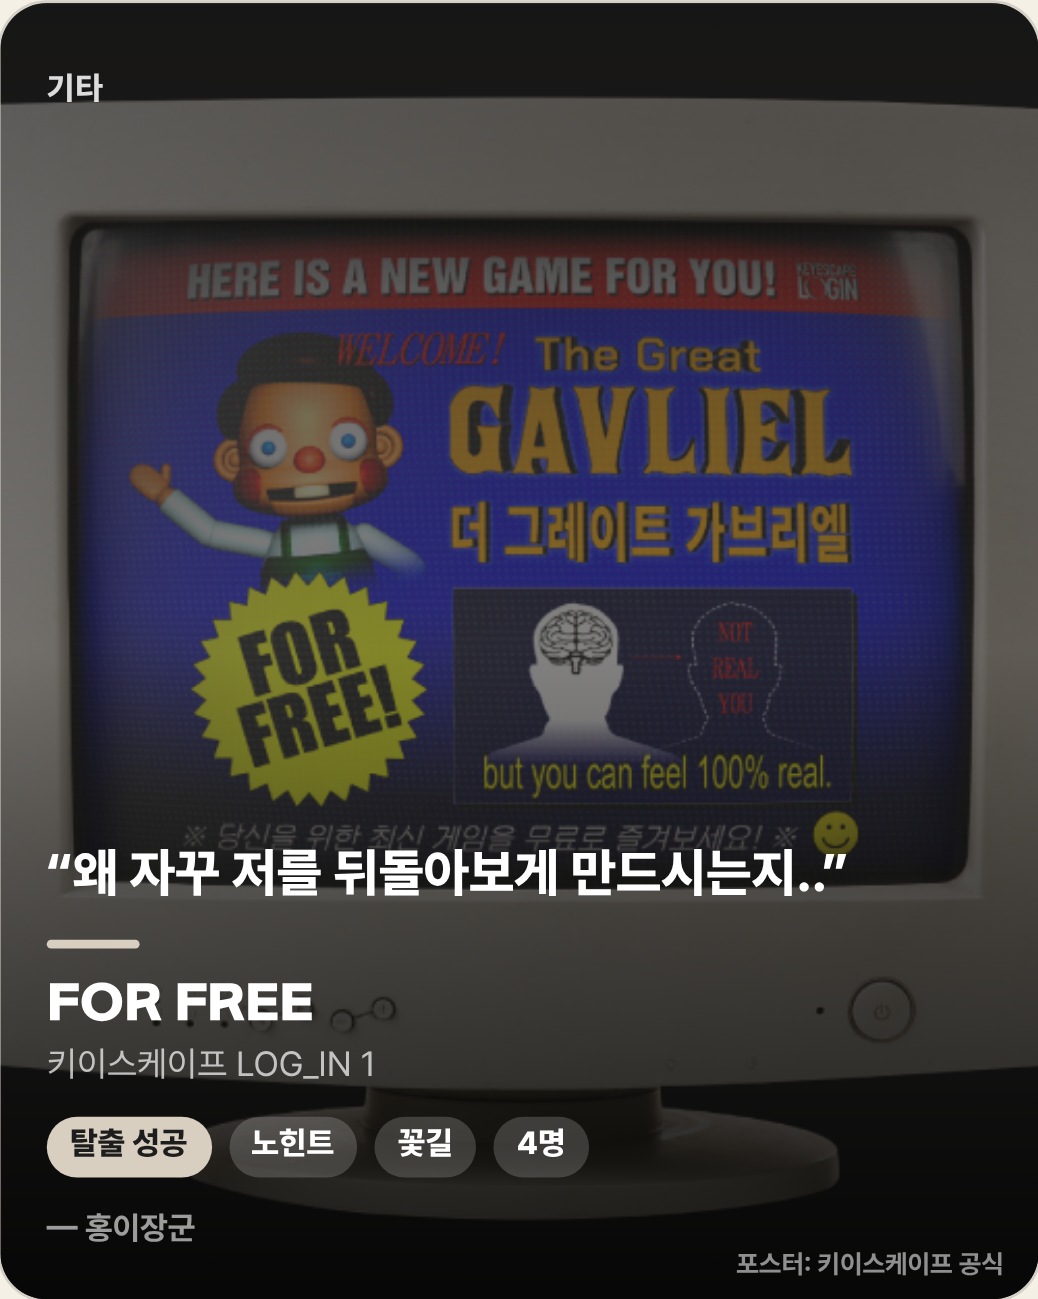 기타
HERE IS A NEW GAME FOR YOU! KEYESCAPE LOGIN
WELCOME!
The Great
GAVLIEL
더 그레이트 가브리엘
FOR
FREE!
NOT
REAL
YOU
but you can feel 100% real.
※ 당신을 위한 최신 게임을 무료로 즐겨보세요! ※
“왜 자꾸 저를 뒤돌아보게 만드시는지..”
FOR FREE
키이스케이프 LOG_IN 1
탈출 성공 노힌트 꽃길 4명
— 홍이장군
포스터: 키이스케이프 공식